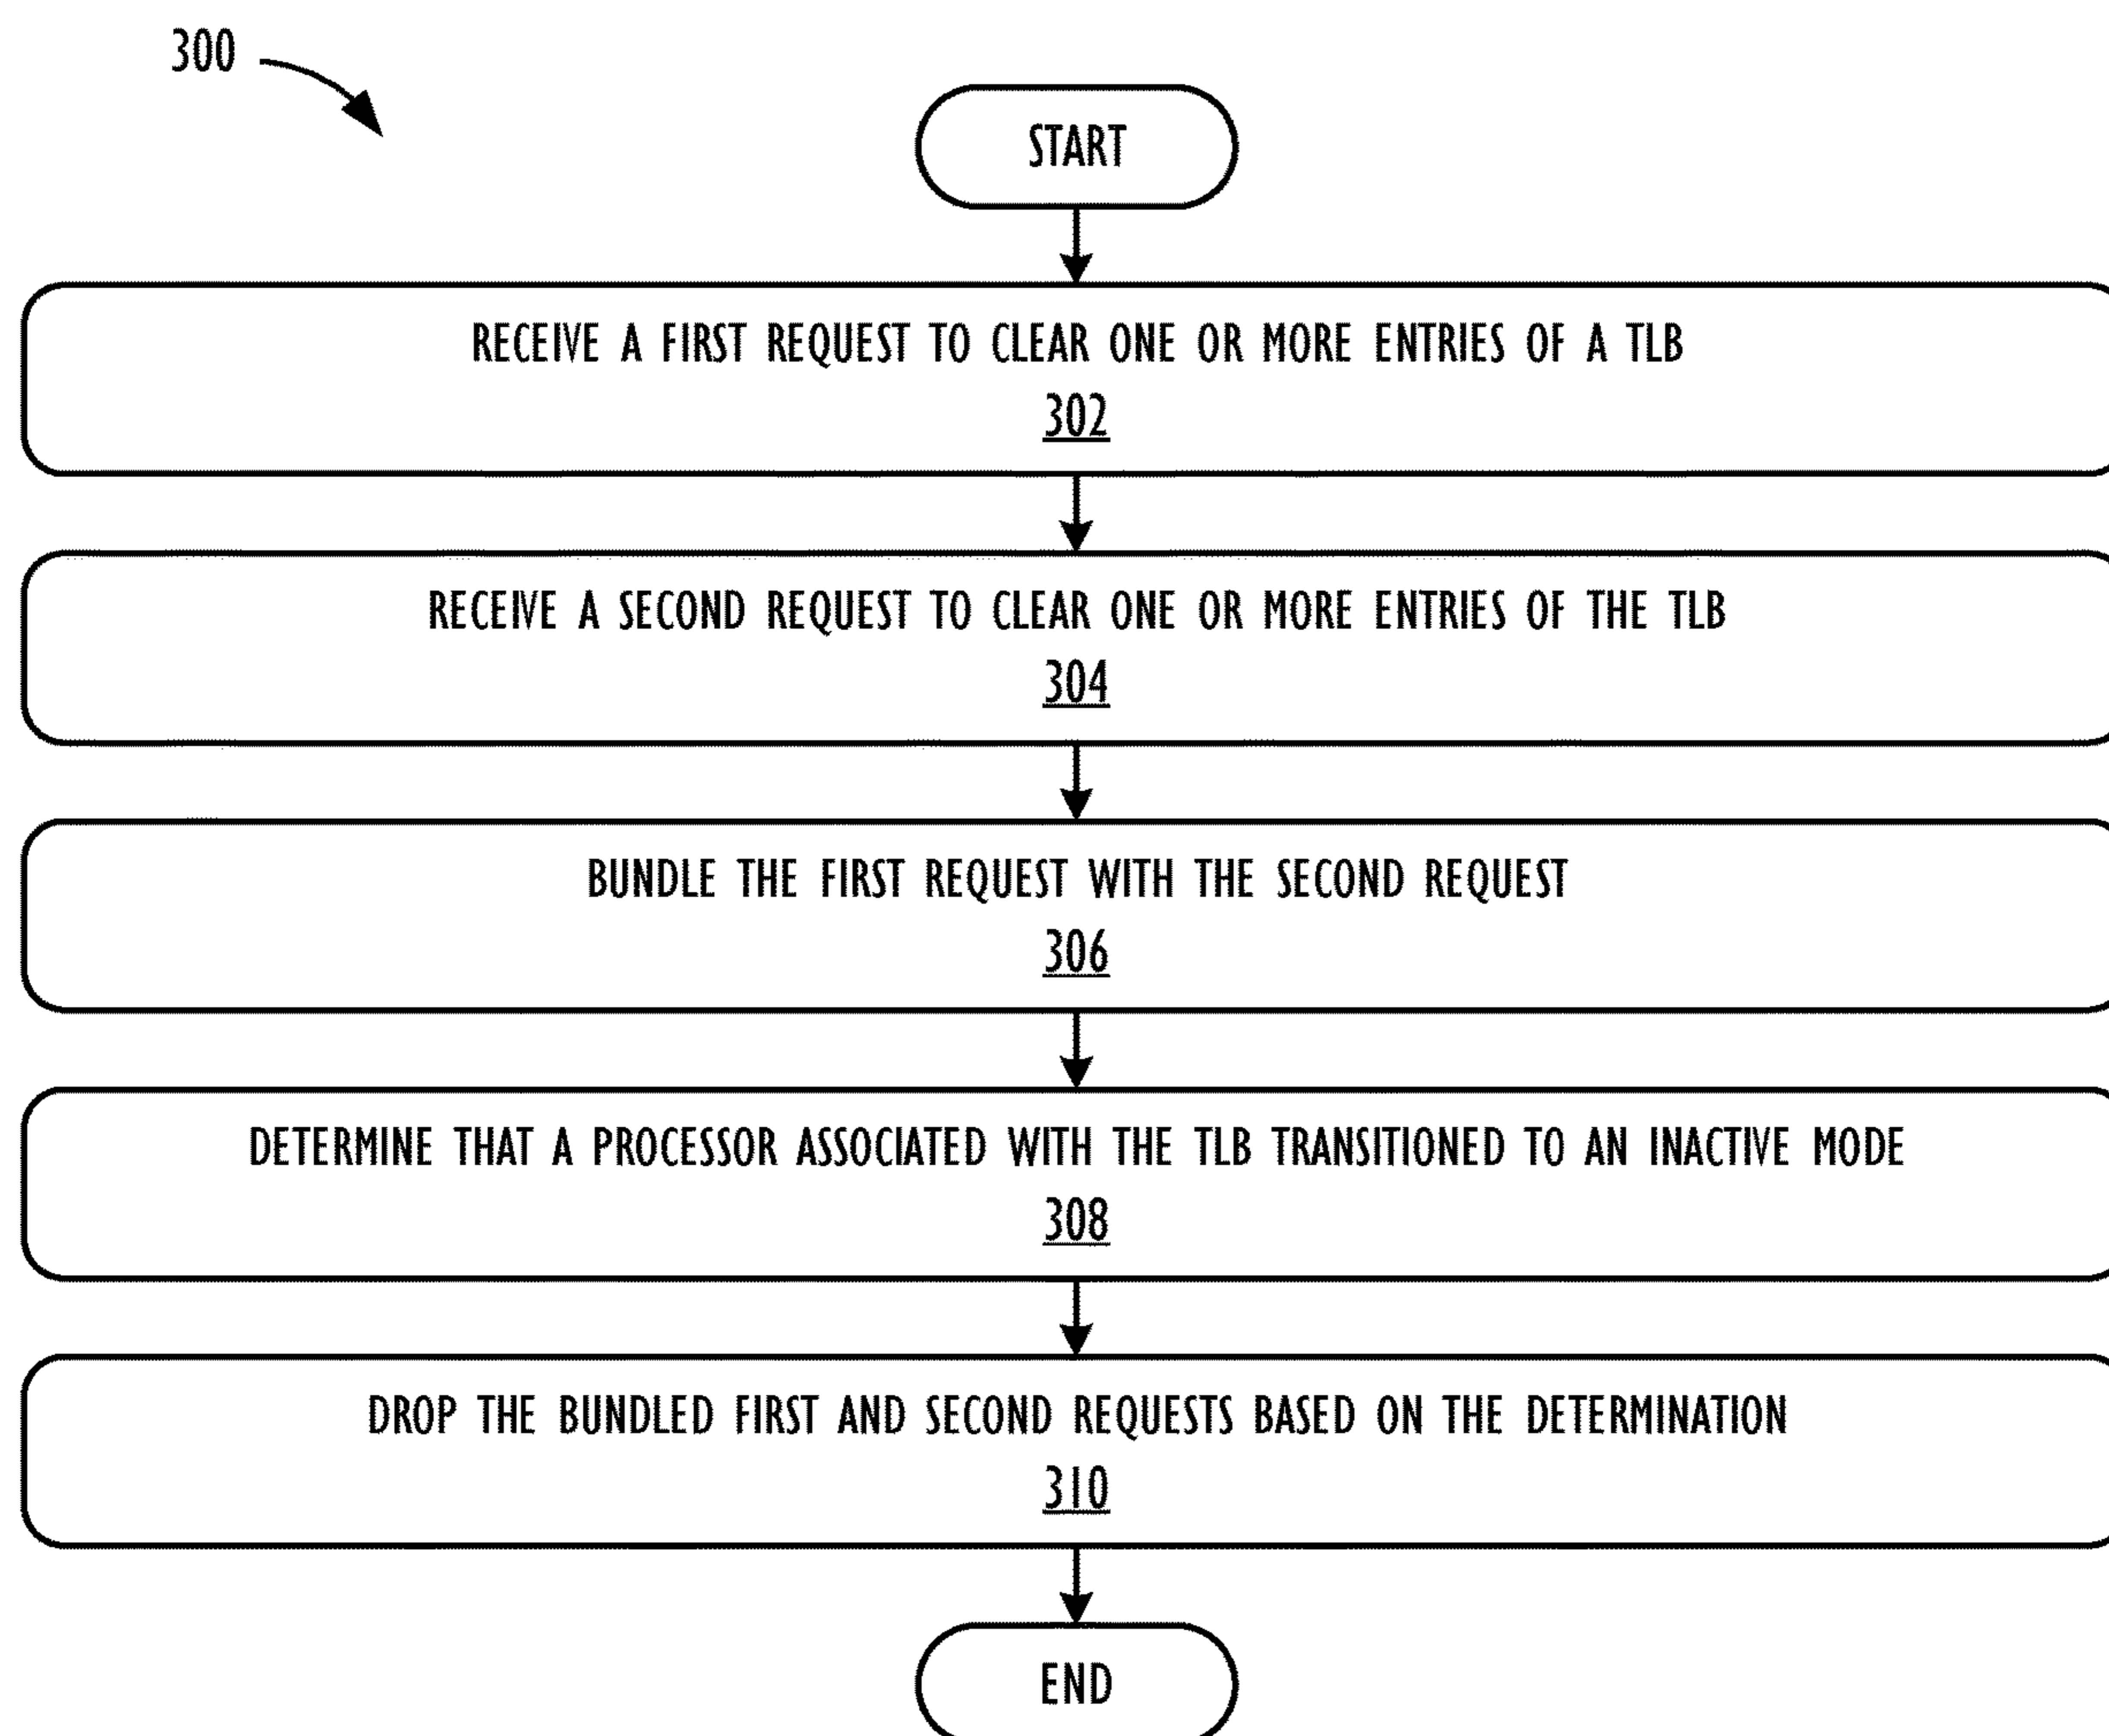 300
START
RECEIVE A FIRST REQUEST TO CLEAR ONE OR MORE ENTRIES OF A TLB
302
RECEIVE A SECOND REQUEST TO CLEAR ONE OR MORE ENTRIES OF THE TLB
304
BUNDLE THE FIRST REQUEST WITH THE SECOND REQUEST
306
DETERMINE THAT A PROCESSOR ASSOCIATED WITH THE TLB TRANSITIONED TO AN INACTIVE MODE
308
DROP THE BUNDLED FIRST AND SECOND REQUESTS BASED ON THE DETERMINATION
310
END